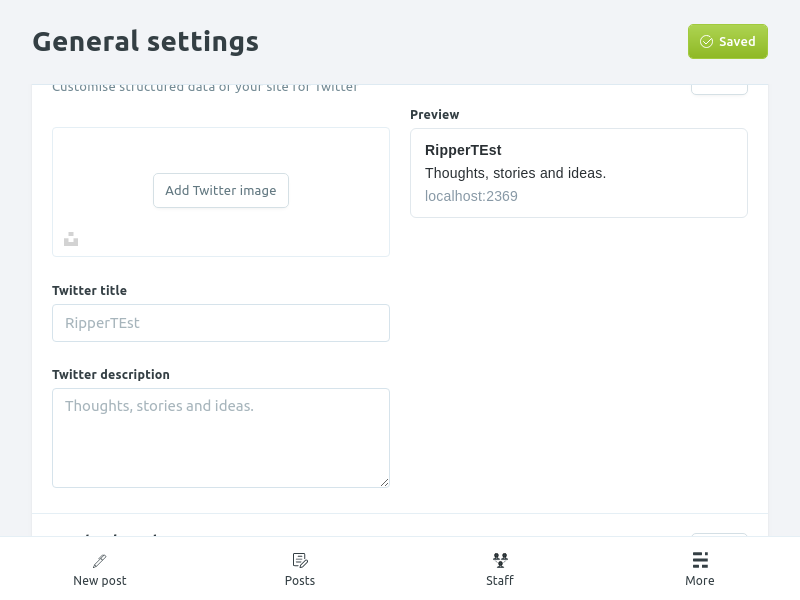 General settings
Saved
Customise structured data of your site for Twitter
Preview
RipperTEst
Thoughts, stories and ideas.
localhost:2369
Add Twitter image
Twitter title
RipperTEst
Twitter description
Thoughts, stories and ideas.
New post
Posts
Staff
More